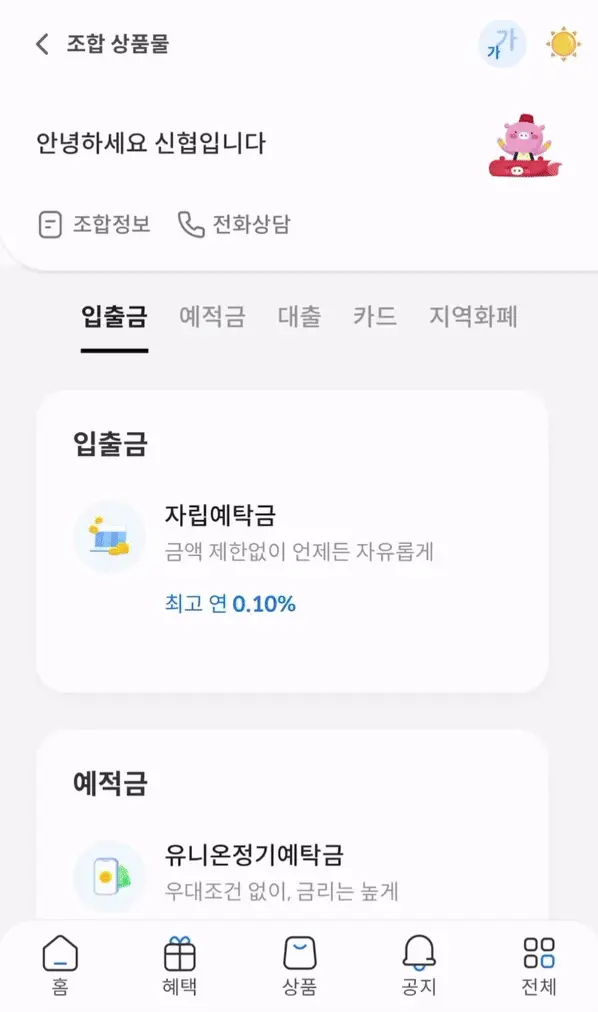 조합 상품몰
가 가
안녕하세요 신협입니다
조합정보 전화상담
입출금 예적금 대출 카드 지역화폐
입출금
자립예탁금
금액 제한없이 언제든 자유롭게
최고 연 0.10%
예적금
유니온정기예탁금
우대조건 없이, 금리는 높게
홈 혜택 상품 공지 전체